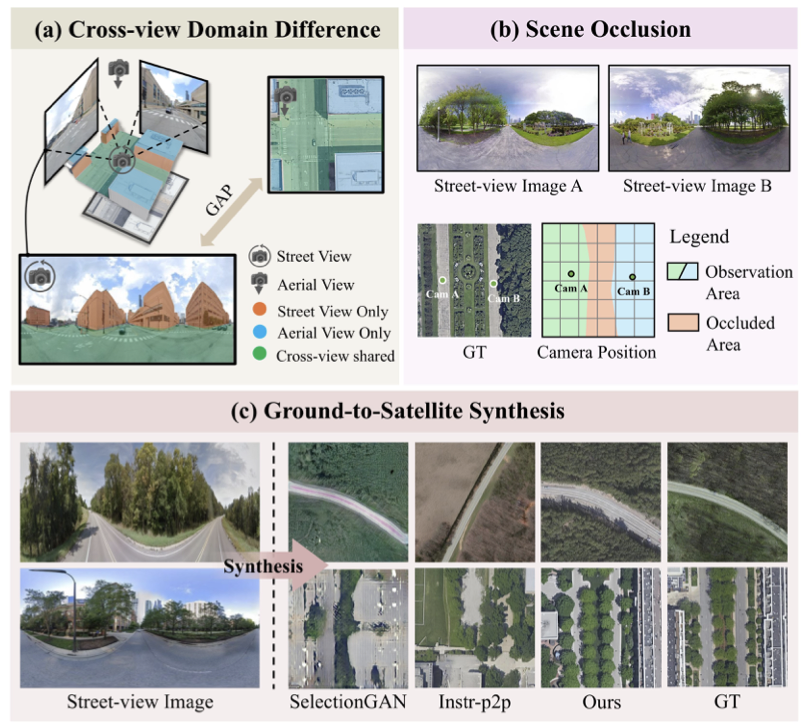 (a) Cross-view Domain Difference
GAP
Street View
Aerial View
Street View Only
Aerial View Only
Cross-view shared
(b) Scene Occlusion
Street-view Image A
Street-view Image B
Cam A
Cam B
GT
Cam A
Cam B
Camera Position
Legend
Observation
Area
Occluded
Area
(c) Ground-to-Satellite Synthesis
Synthesis
Street-view Image
SelectionGAN
Instr-p2p
Ours
GT